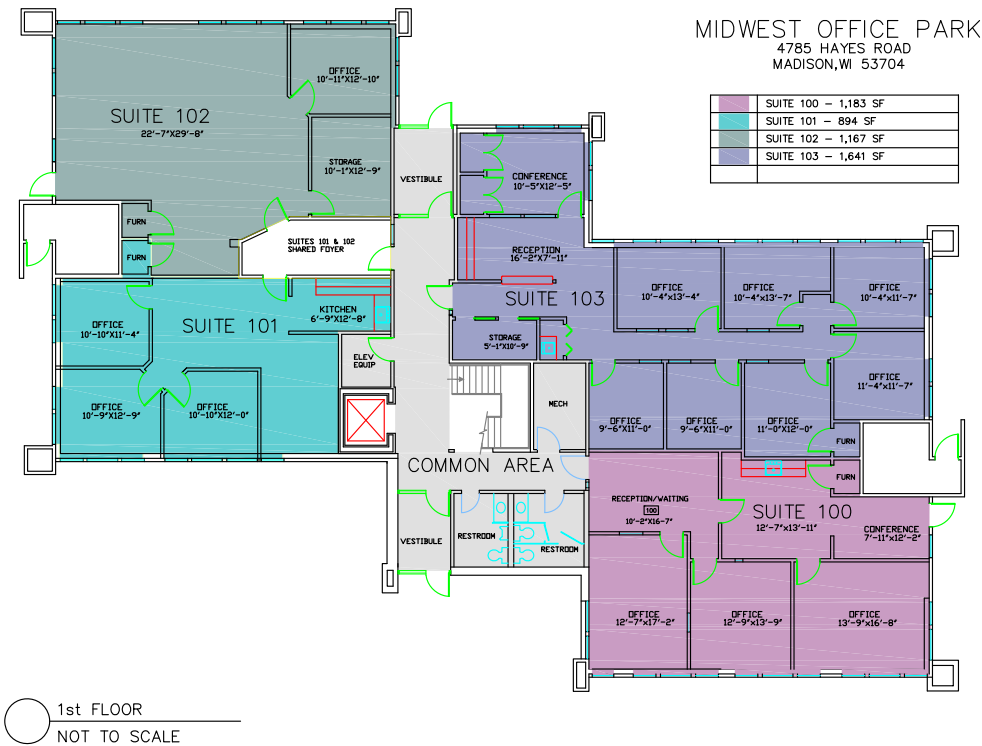 MIDWEST OFFICE PARK
4785 HAYES ROAD
MADISON,WI 53704
SUITE 100 - 1,183 SF
SUITE 101 - 894 SF
SUITE 102 - 1,167 SF
SUITE 103 - 1,641 SF
OFFICE
10'-11"X12'-10"
SUITE 102
22'-7"X29'-8"
STORAGE
10'-1"X12'-9"
VESTIBULE
CONFERENCE
10'-5"X12'-5"
FURN
FURN
SUITES 101 & 102
SHARED FOYER
RECEPTION
16'-2"X7'-11"
SUITE 103
OFFICE
10'-4"x13'-4"
OFFICE
10'-4"x13'-7"
OFFICE
10'-4"x11'-7"
KITCHEN
6'-9"X12'-8"
SUITE 101
OFFICE
10'-10"X11'-4"
STORAGE
5'-1"X10'-9"
ELEV
EQUIP
OFFICE
11'-4"x11'-7"
OFFICE
10'-9"X12'-9"
OFFICE
10'-10"X12'-0"
MECH
OFFICE
9'-6"X11'-0"
OFFICE
9'-6"X11'-0"
OFFICE
11'-0"X12'-0"
FURN
COMMON AREA
FURN
RECEPTION/WAITING
100
10'-2"X16-7"
SUITE 100
12'-7"x13'-11"
CONFERENCE
7'-11"x12'-2"
VESTIBULE
RESTROOM
RESTROOM
OFFICE
12'-7"x17'-2"
OFFICE
12'-9"x13'-9"
OFFICE
13'-9"x16'-8"
1st FLOOR
NOT TO SCALE